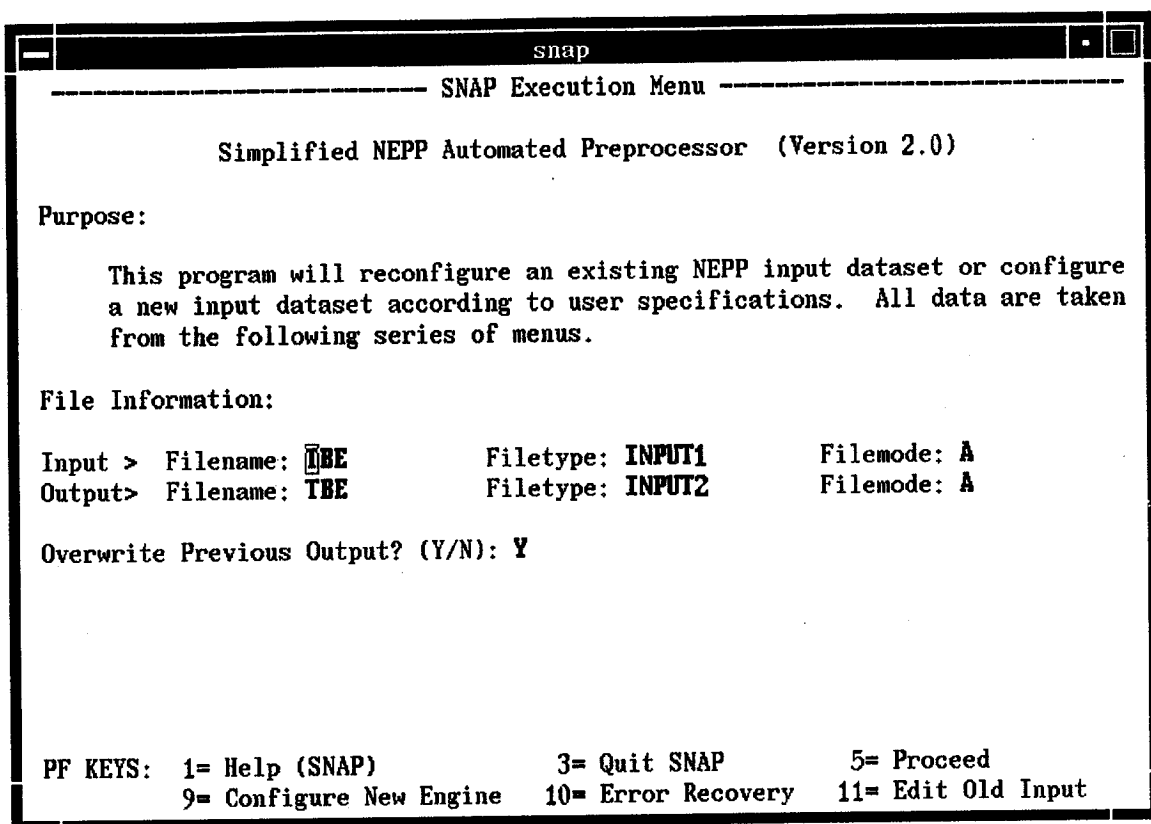 snap
SNAP Execution Menu
Simplified NEPP Automated Preprocessor (Version 2.0)
Purpose:
This program will reconfigure an existing NEPP input dataset or configure
a new input dataset according to user specifications. All data are taken
from the following series of menus.
File Information:
Input > Filename: TBE Filetype: INPUT1 Filemode: A
Output> Filename: TBE Filetype: INPUT2 Filemode: A
Overwrite Previous Output? (Y/N): Y
PF KEYS: 1= Help (SNAP) 3= Quit SNAP 5= Proceed
9= Configure New Engine 10= Error Recovery 11= Edit Old Input